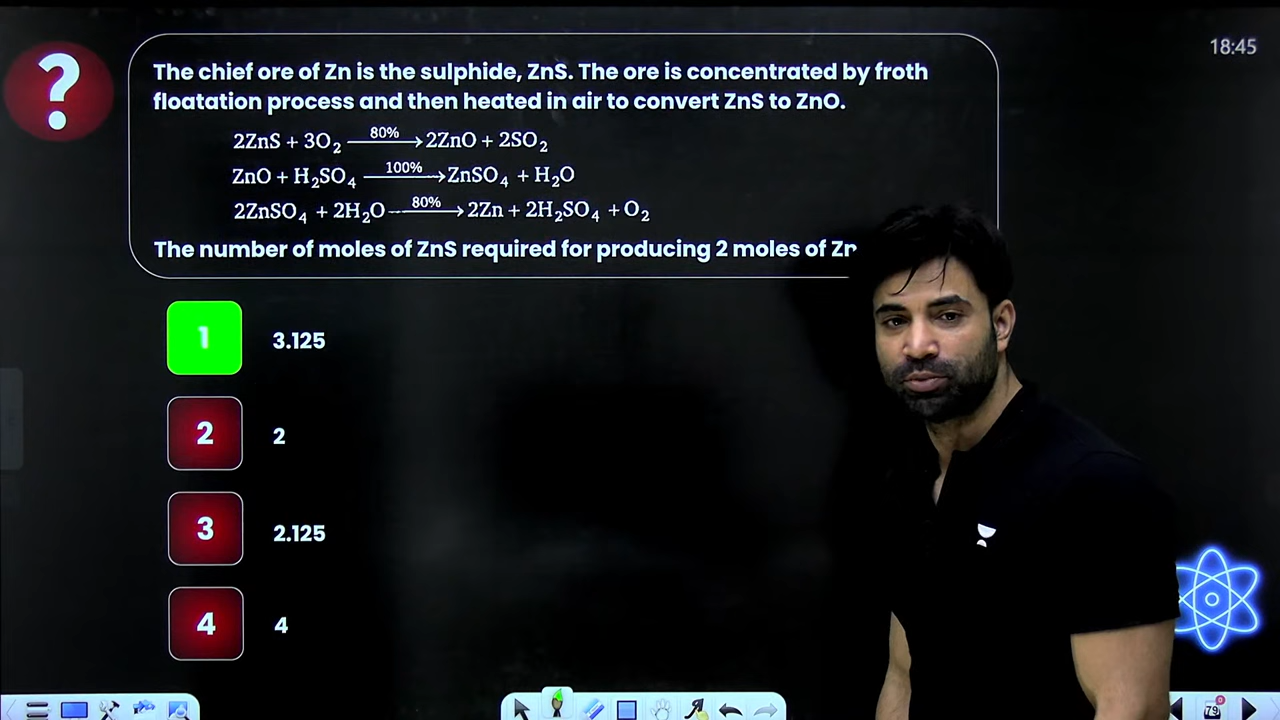 18:45
?
The chief ore of Zn is the sulphide, ZnS. The ore is concentrated by froth
floatation process and then heated in air to convert ZnS to ZnO.
2ZnS + 3O₂ —80%→ 2ZnO + 2SO₂
ZnO + H₂SO₄ —100%→ ZnSO₄ + H₂O
2ZnSO₄ + 2H₂O —80%→ 2Zn + 2H₂SO₄ + O₂
The number of moles of ZnS required for producing 2 moles of Zn
1 3.125
2 2
3 2.125
4 4
79